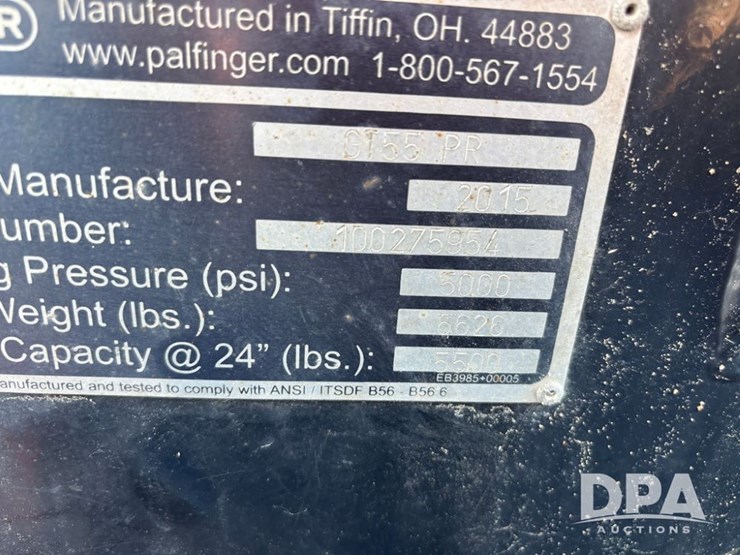 R
Manufactured in Tiffin, OH. 44883
www.palfinger.com 1-800-567-1554
GT55 PR
Manufacture: 2015
umber: 100275954
g Pressure (psi): 5000
Weight (lbs.): 6628
Capacity @ 24" (lbs.): 5500
EB3985+00005
anufactured and tested to comply with ANSI / ITSDF B56 - B56.6
DPA
AUCTIONS